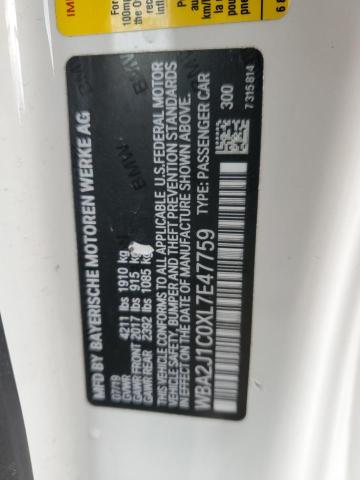 MFD BY BAYERISCHE MOTOREN WERKE AG
07/19
GVWR 4211 lbs 1910 kg
GAWR FRONT 2017 lbs 915 kg
GAWR REAR 2392 lbs 1085 kg
THIS VEHICLE CONFORMS TO ALL APPLICABLE U.S. FEDERAL MOTOR
VEHICLE SAFETY, BUMPER AND THEFT PREVENTION STANDARDS
IN EFFECT ON THE DATE OF MANUFACTURE SHOWN ABOVE.
WBA2J1C0XL7E47759 TYPE: PASSENGER CAR
300
7 315 814
BMW